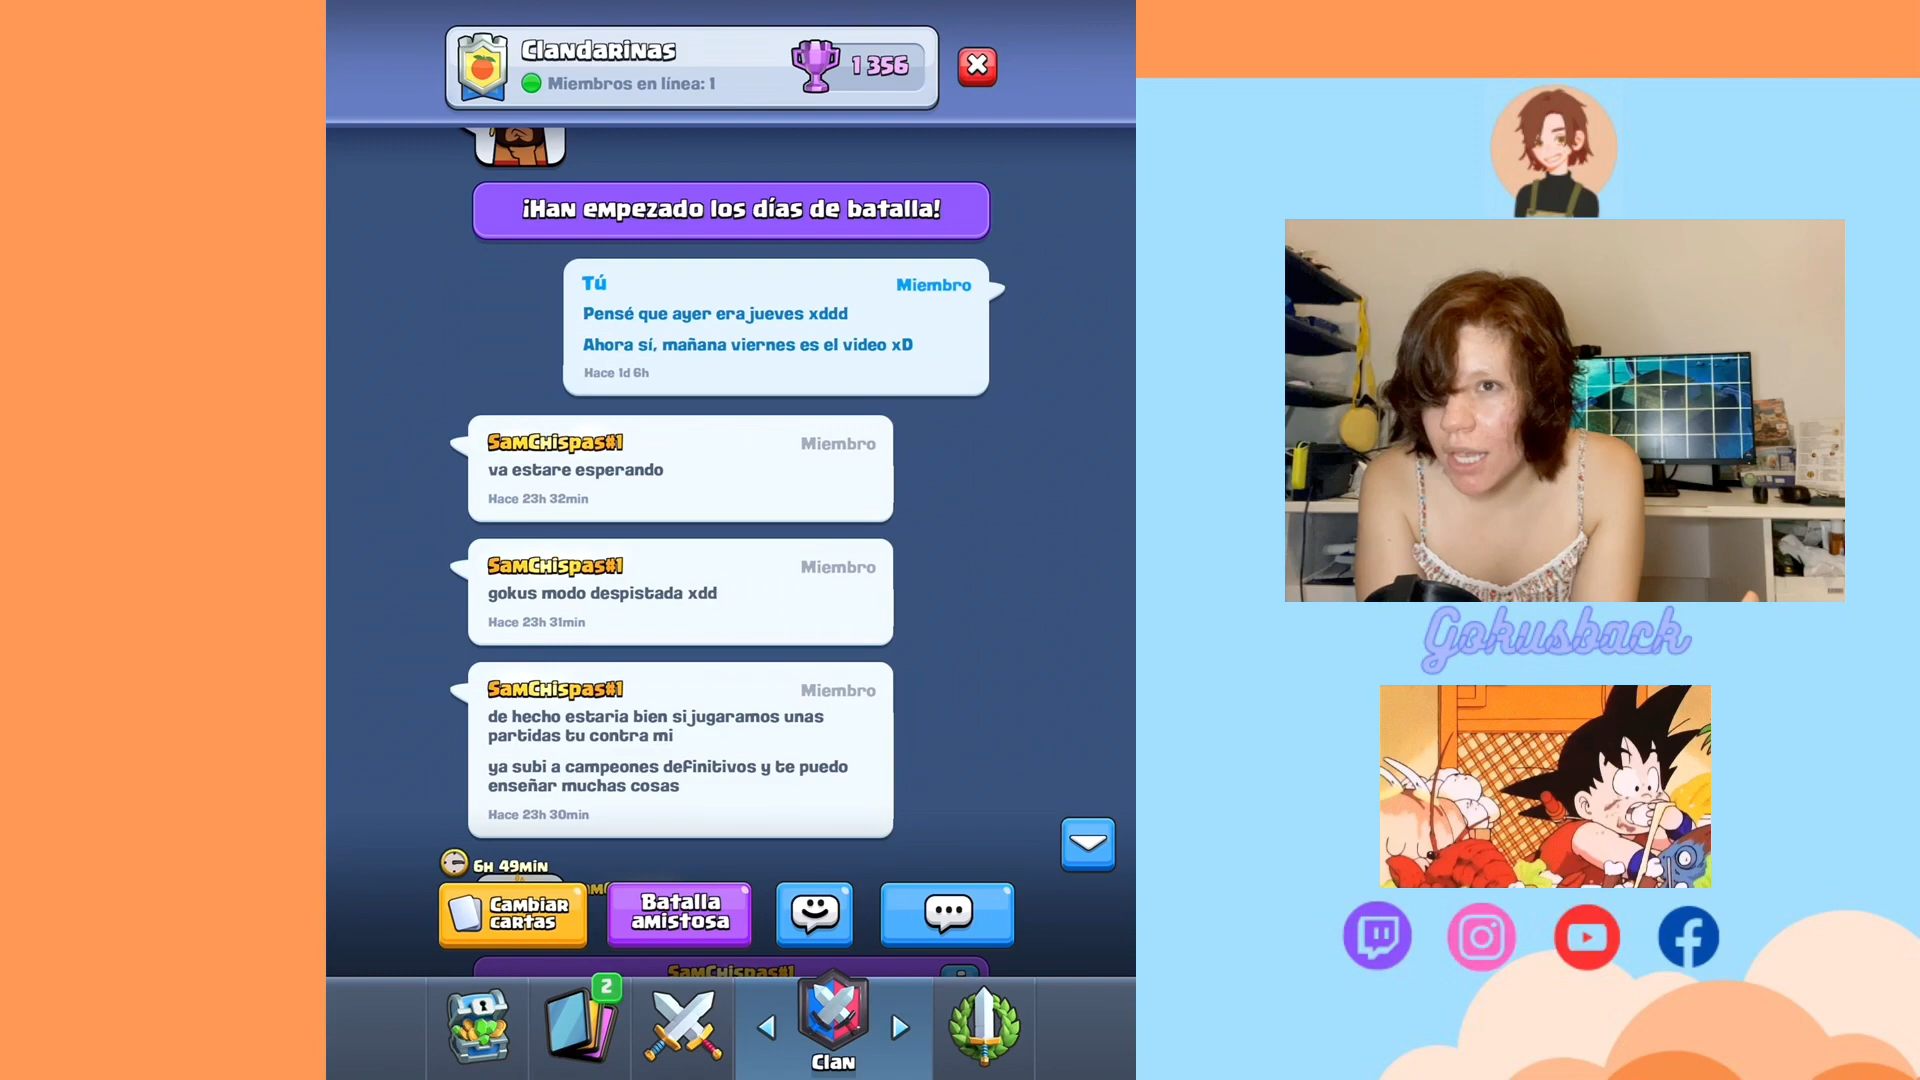 Clandarinas
Miembros en línea: 1
1 356
¡Han empezado los días de batalla!
Tú
Miembro
Pensé que ayer era jueves xddd
Ahora sí, mañana viernes es el video xD
Hace 1d 6h
SamChispas#1
Miembro
va estare esperando
Hace 23h 32min
SamChispas#1
Miembro
gokus modo despistada xdd
Hace 23h 31min
SamChispas#1
Miembro
de hecho estaria bien si jugaramos unas
partidas tu contra mi
ya subi a campeones definitivos y te puedo
enseñar muchas cosas
Hace 23h 30min
6h 49min
Cambiar
cartas
Batalla
amistosa
SamChispas#1
2
Clan
Gokusback